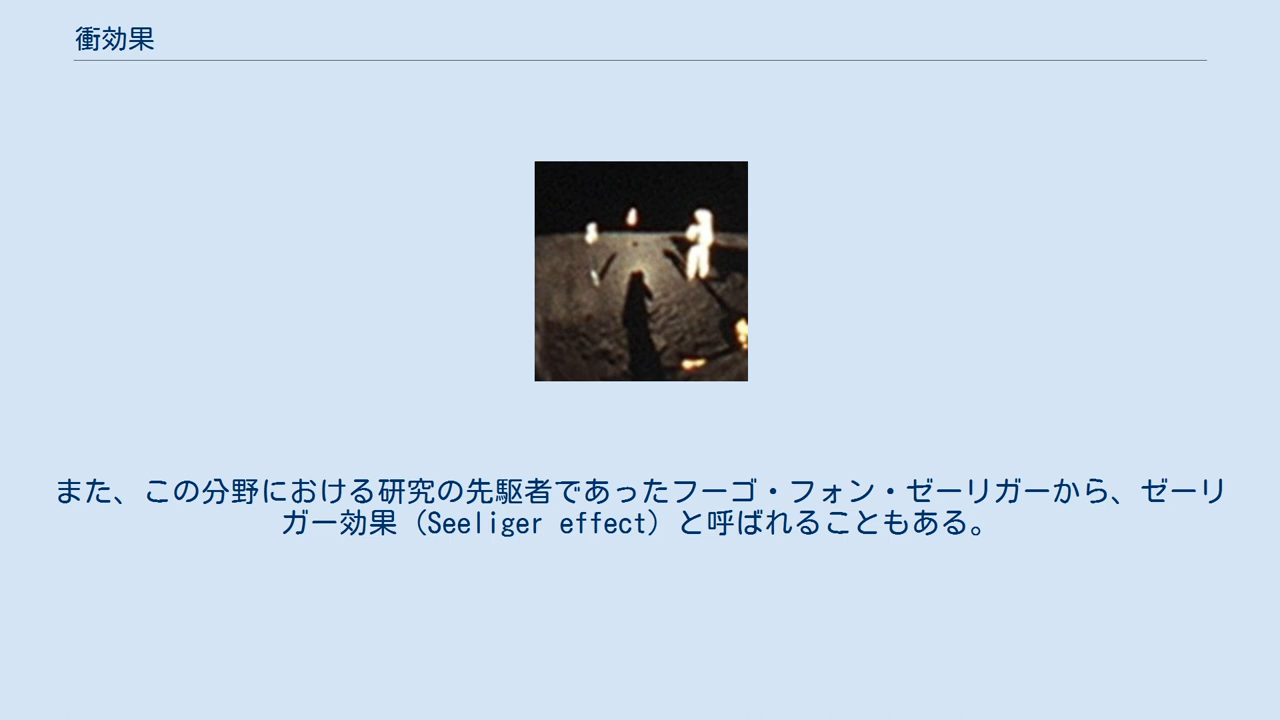 衝効果
また、この分野における研究の先駆者であったフーゴ・フォン・ゼーリガーから、ゼーリ
ガー効果（Seeliger effect）と呼ばれることもある。